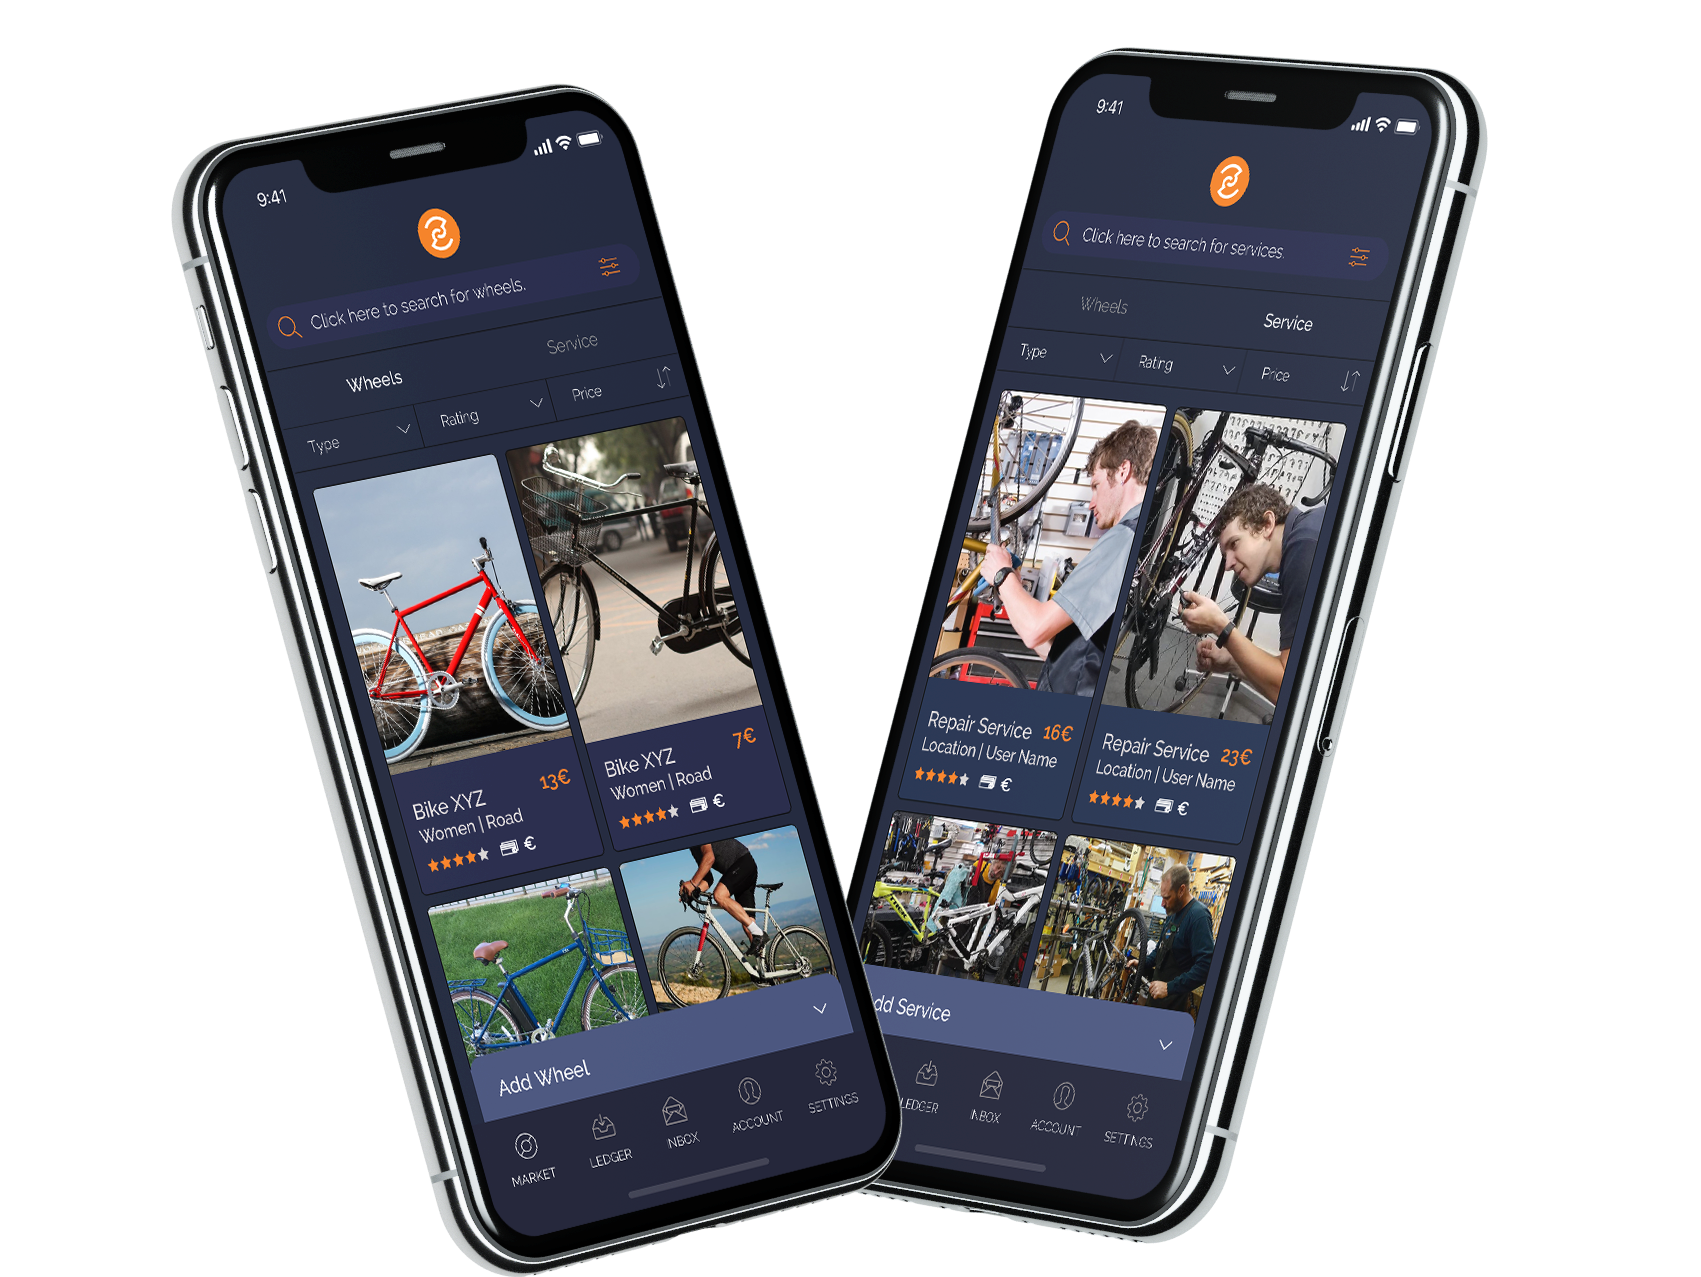 9:41
Click here to search for wheels.
Wheels
Service
Type
Rating
Price
Bike XYZ
13€
Women | Road
€
Bike XYZ
7€
Women | Road
€
Add Wheel
MARKET
LEDGER
INBOX
ACCOUNT
SETTINGS
9:41
Click here to search for services.
Wheels
Service
Type
Rating
Price
Repair Service
16€
Location | User Name
€
Repair Service
23€
Location | User Name
€
dd Service
LEDGER
INBOX
ACCOUNT
SETTINGS